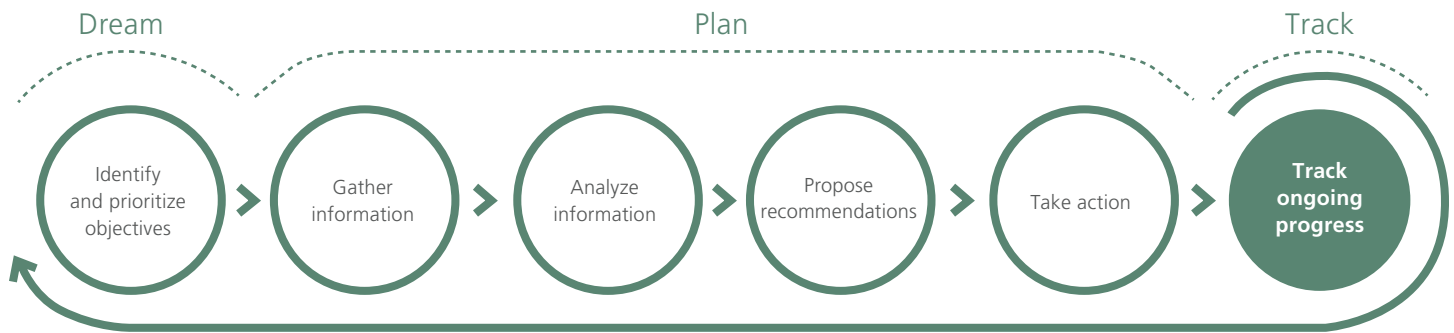 Dream
Plan
Track
Identify
and prioritize
objectives
Gather
information
Analyze
information
Propose
recommendations
Take action
Track
ongoing
progress